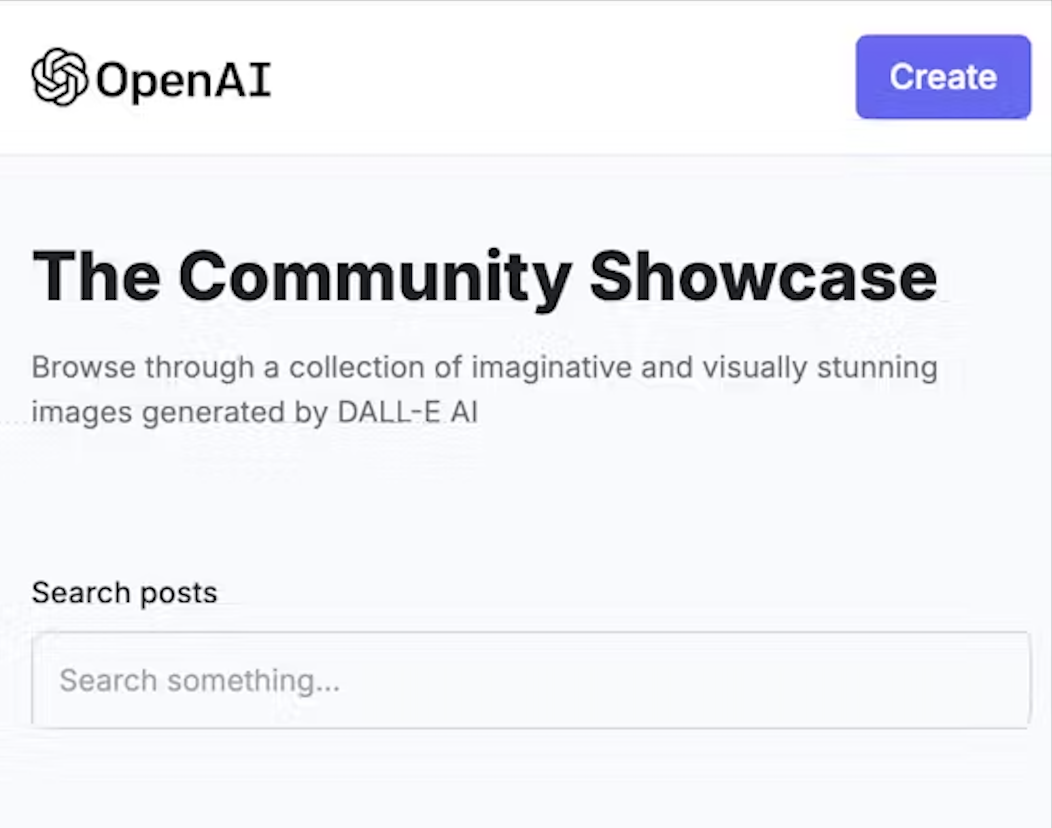 OpenAI
Create
The Community Showcase
Browse through a collection of imaginative and visually stunning
images generated by DALL-E AI
Search posts
Search something...